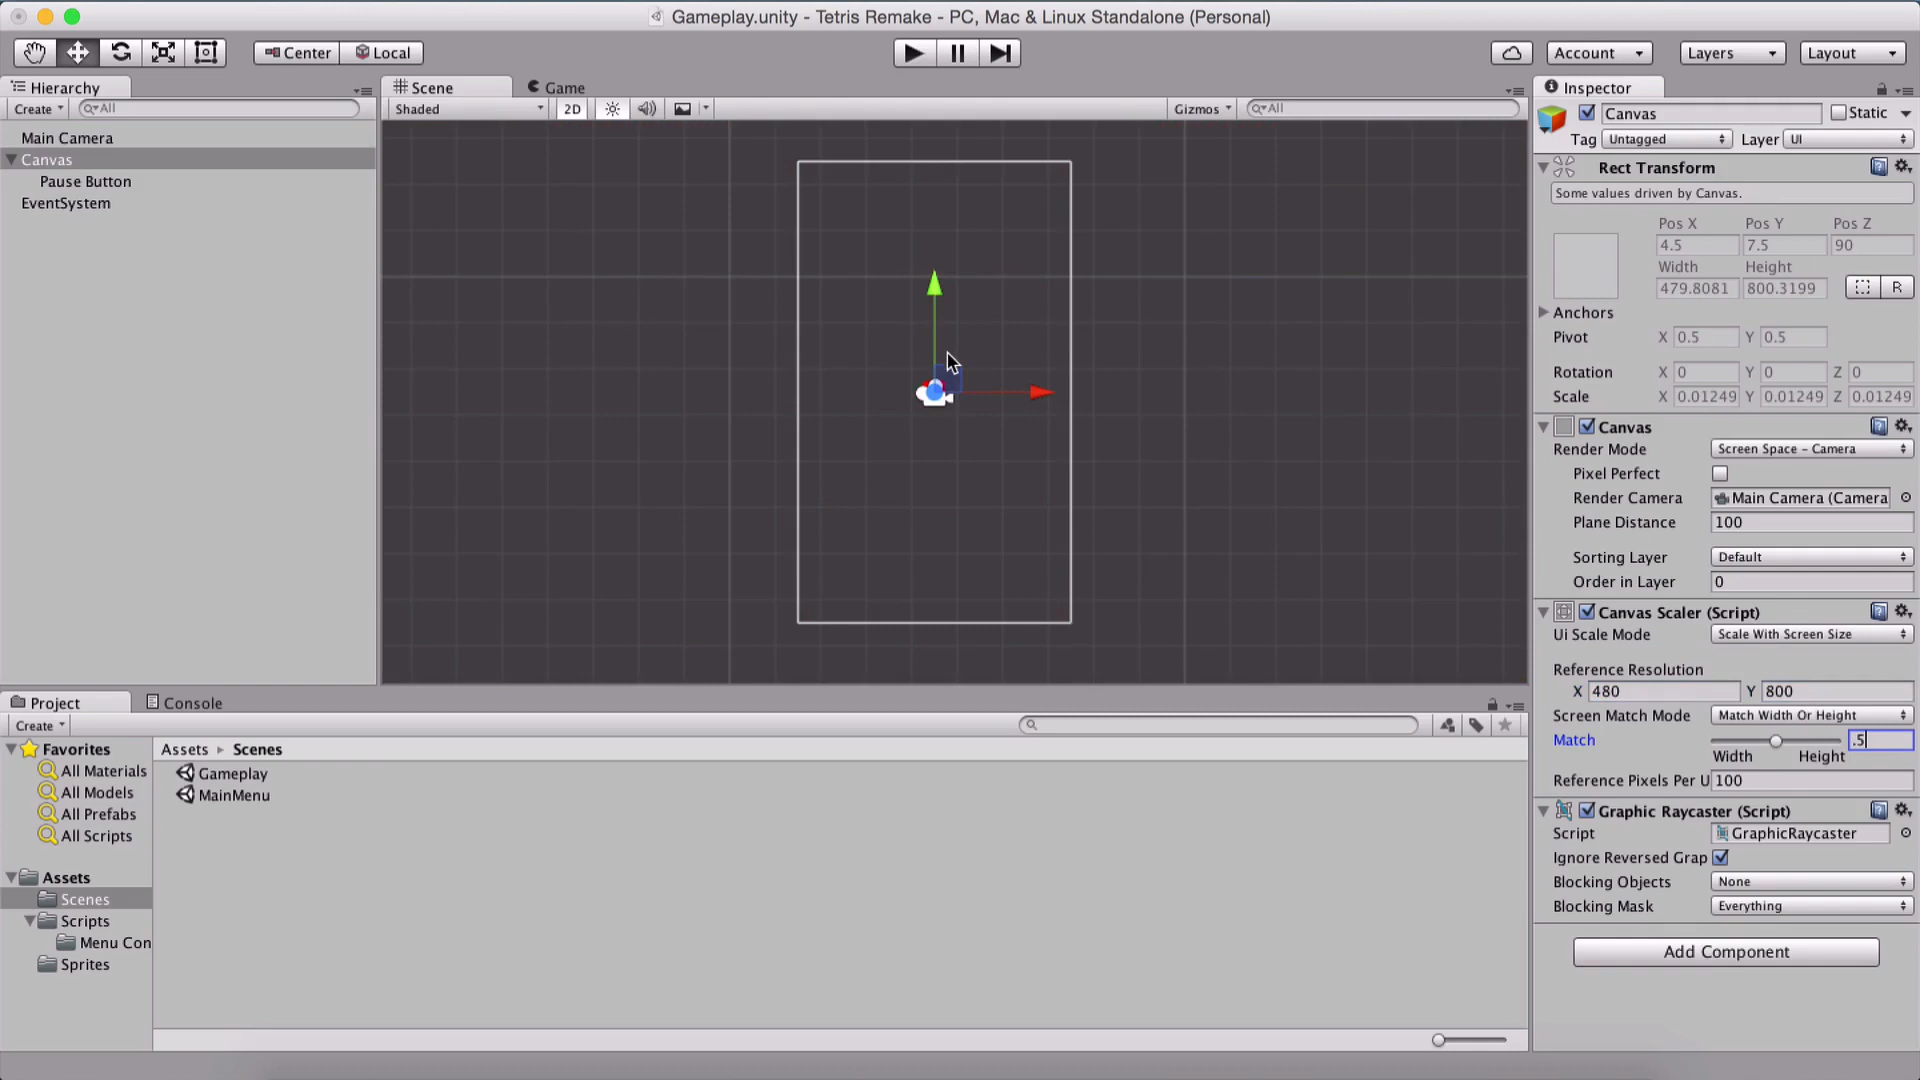 Gameplay.unity - Tetris Remake - PC, Mac & Linux Standalone (Personal)
Center Local Account Layers Layout
Hierarchy
Create All
Main Camera
Canvas
Pause Button
EventSystem
Scene Game
Shaded 2D Gizmos All
Inspector
Canvas Static
Tag Untagged Layer UI
Rect Transform
Some values driven by Canvas.
Pos X Pos Y Pos Z
4.5 7.5 90
Width Height
479.8081 800.3199 R
Anchors
Pivot X 0.5 Y 0.5
Rotation X 0 Y 0 Z 0
Scale X 0.01249 Y 0.01249 Z 0.01249
Canvas
Render Mode Screen Space - Camera
Pixel Perfect
Render Camera Main Camera (Camera
Plane Distance 100
Sorting Layer Default
Order in Layer 0
Canvas Scaler (Script)
Ui Scale Mode Scale With Screen Size
Reference Resolution
X 480 Y 800
Screen Match Mode Match Width Or Height
Match .5
Width Height
Reference Pixels Per U 100
Graphic Raycaster (Script)
Script GraphicRaycaster
Ignore Reversed Grap
Blocking Objects None
Blocking Mask Everything
Add Component
Project Console
Create
Favorites
All Materials
All Models
All Prefabs
All Scripts
Assets
Scenes
Scripts
Menu Con
Sprites
Assets Scenes
Gameplay
MainMenu